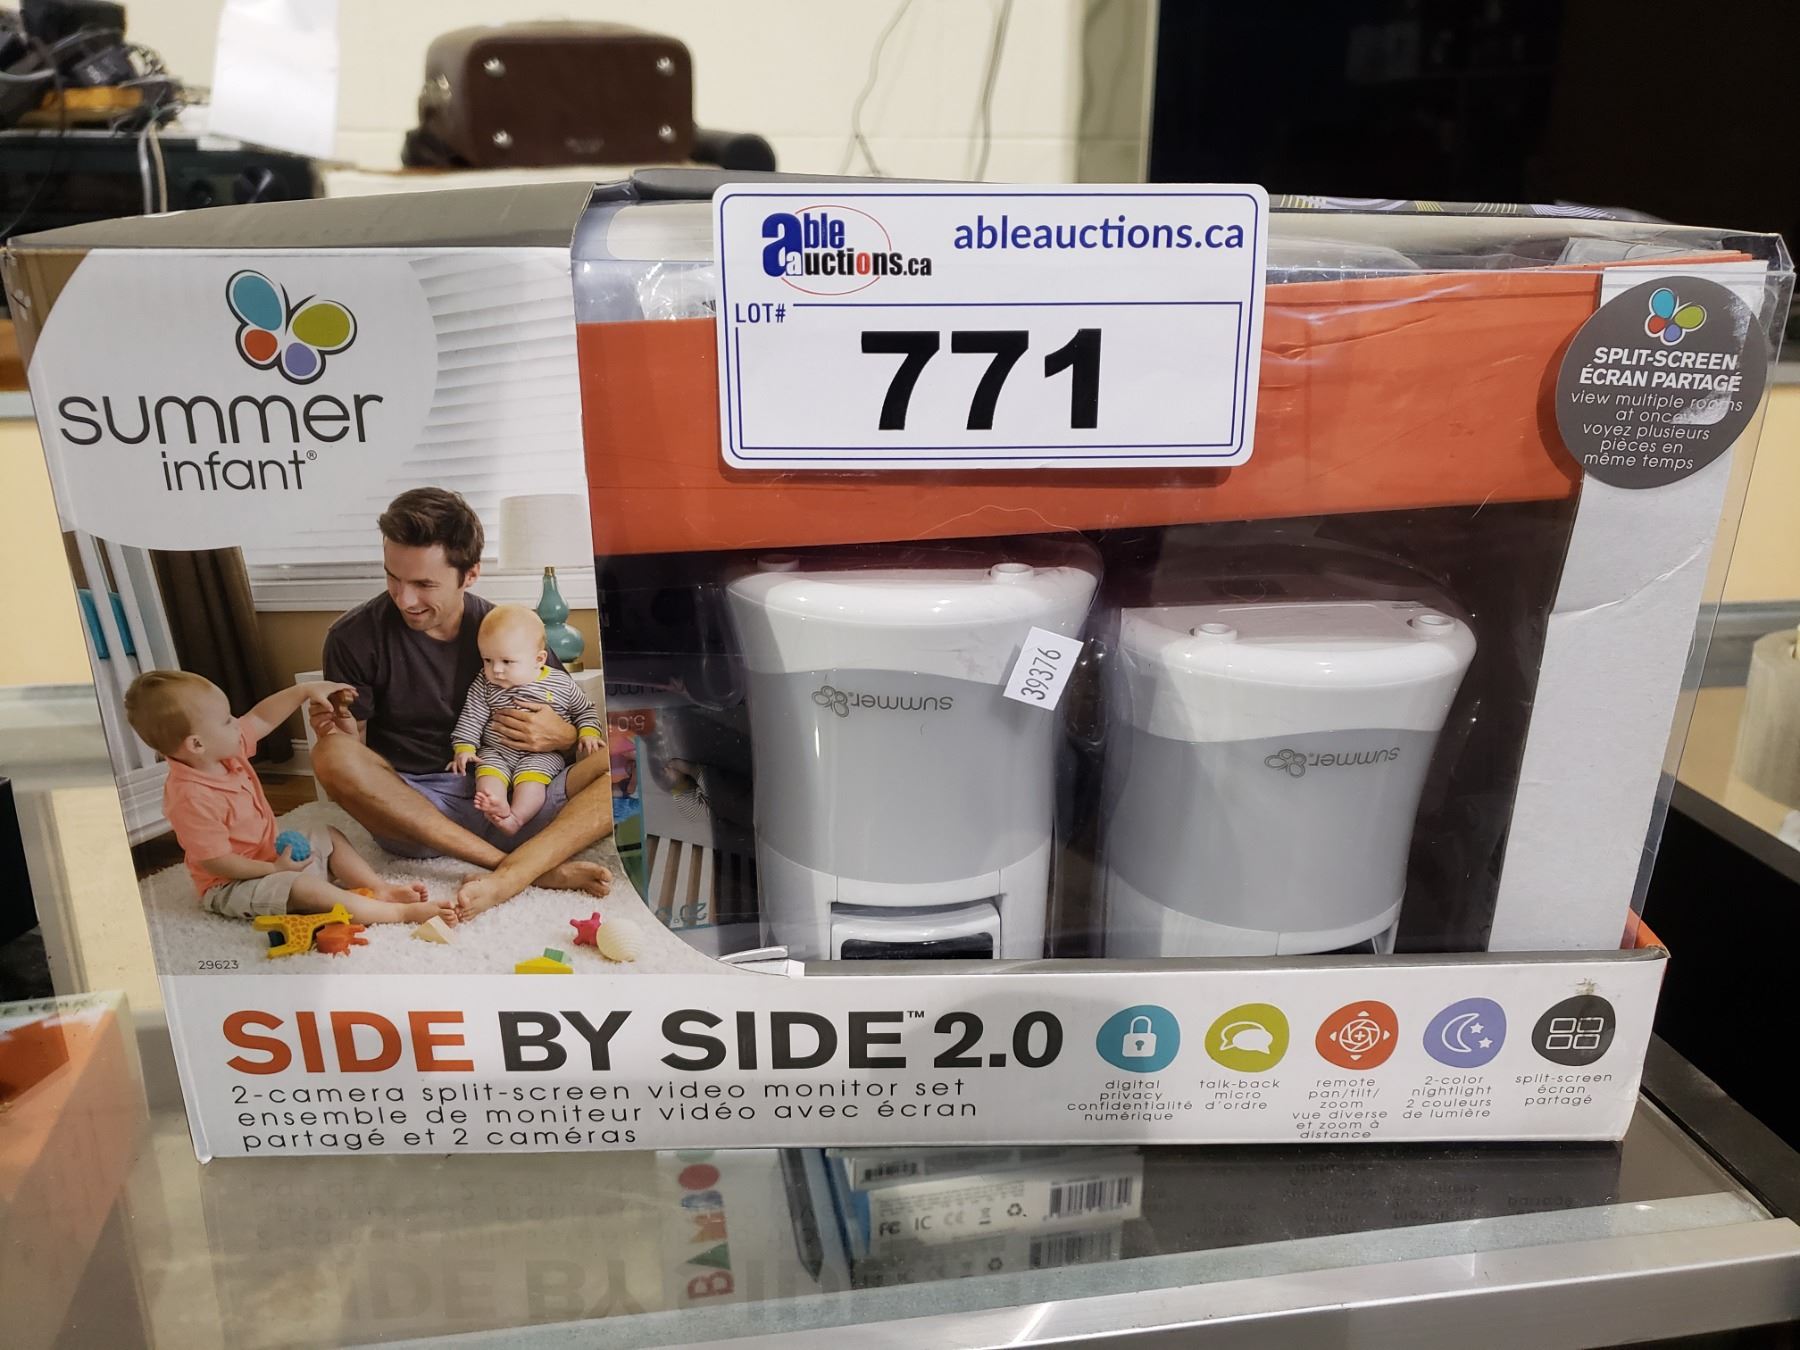 able
auctions.ca
ableauctions.ca
LOT#
771
summer
infant®
SPLIT-SCREEN
ÉCRAN PARTAGÉ
view multiple rooms
at once
voyez plusieurs
pièces en
même temps
39376
summer®
summer®
29623
SIDE BY SIDE™ 2.0
2-camera split-screen video monitor set
ensemble de moniteur vidéo avec écran
partagé et 2 caméras
digital
privacy
confidentialité
numérique
talk-back
micro
d'ordre
remote
pan/tilt/
zoom
vue diverse
et zoom à
distance
2-color
nightlight
2 couleurs
de lumière
split-screen
écran
partagé
FC IC CE